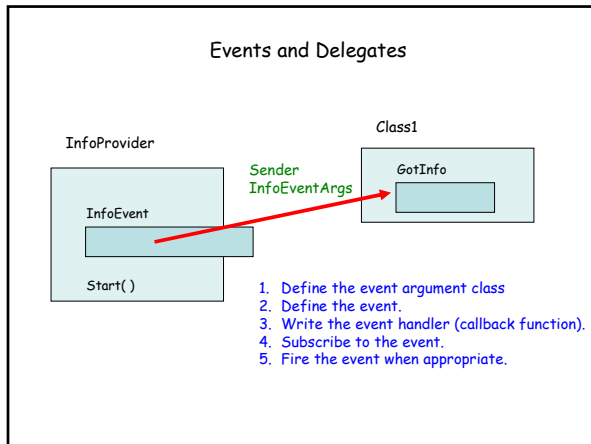 Events and Delegates
InfoProvider
Class1
Sender
InfoEventArgs
GotInfo
InfoEvent
Start( )
1. Define the event argument class
2. Define the event.
3. Write the event handler (callback function).
4. Subscribe to the event.
5. Fire the event when appropriate.